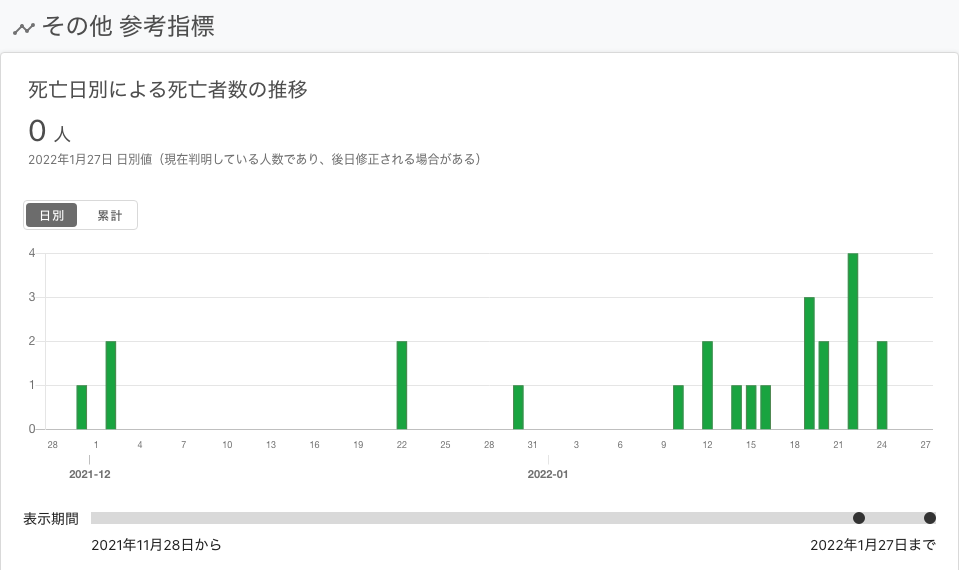 その他 参考指標
死亡日別による死亡者数の推移
0 人
2022年1月27日 日別値（現在判明している人数であり、後日修正される場合がある）
日別 累計
4
3
2
1
0
28 1 4 7 10 13 16 19 22 25 28 31 3 6 9 12 15 18 21 24 27
2021-12 2022-01
表示期間
2021年11月28日から 2022年1月27日まで